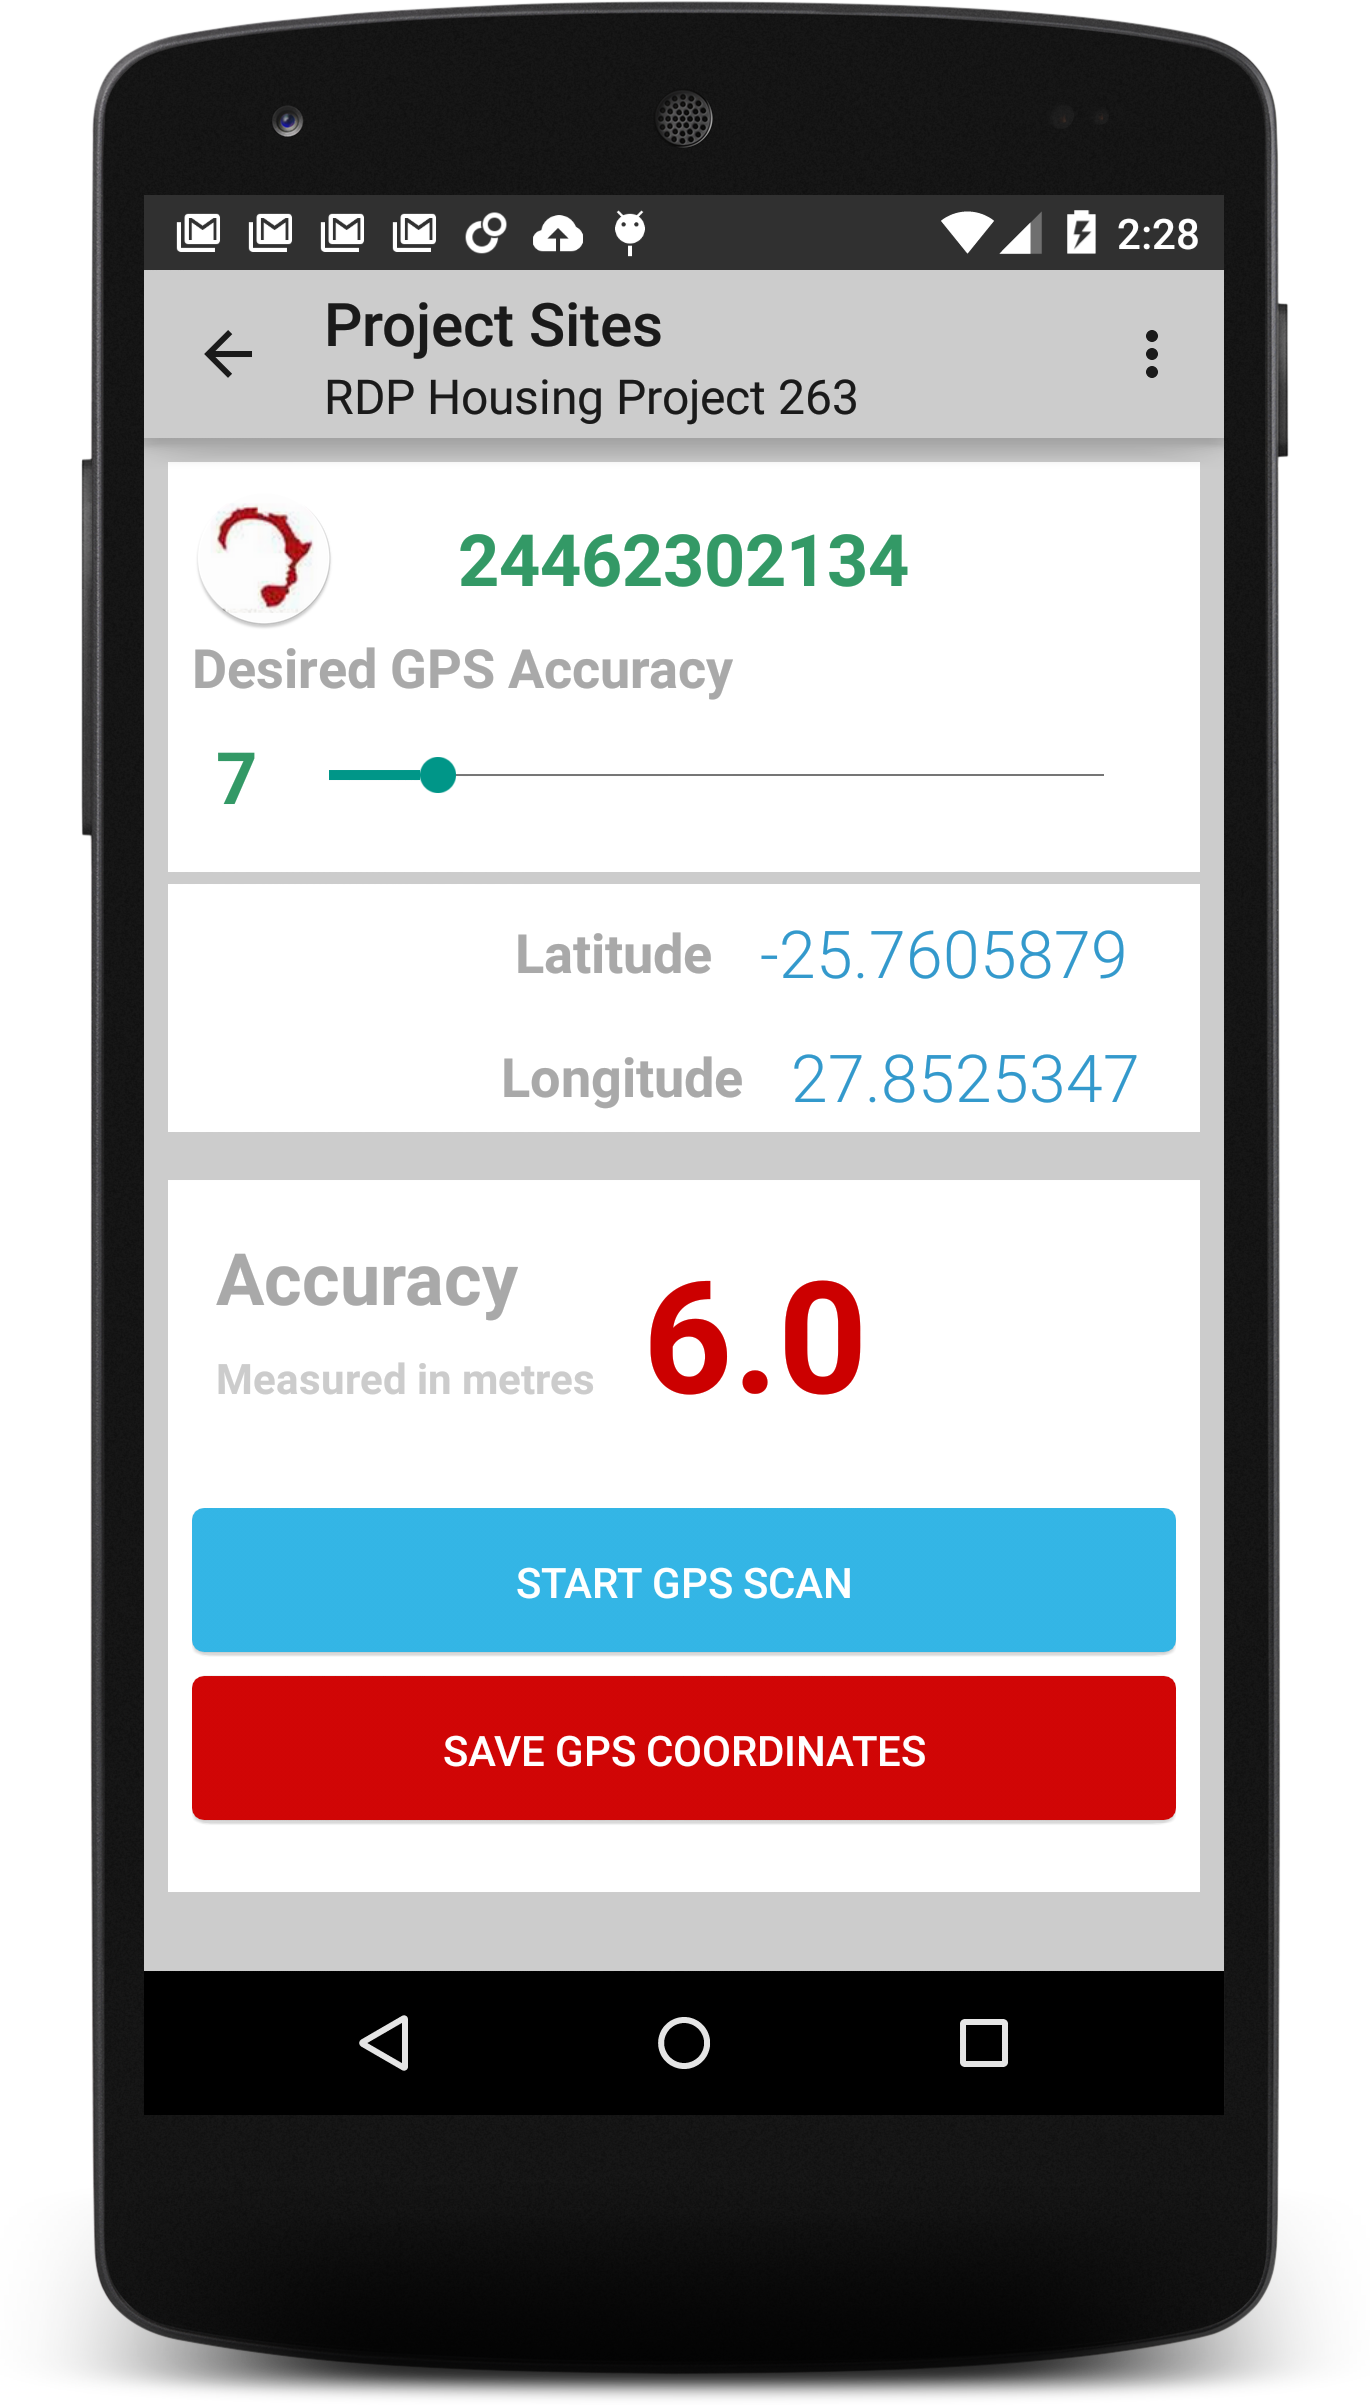 2:28
Project Sites
RDP Housing Project 263
24462302134
Desired GPS Accuracy
7
Latitude -25.7605879
Longitude 27.8525347
Accuracy 6.0
Measured in metres
START GPS SCAN
SAVE GPS COORDINATES